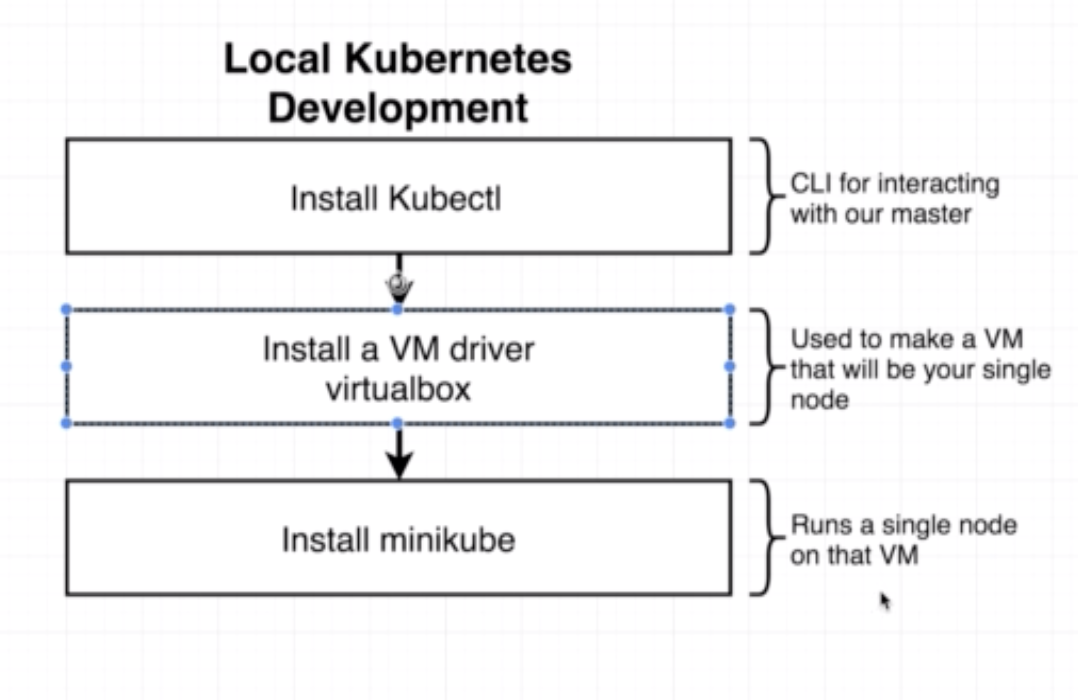 Local Kubernetes
Development
Install Kubectl
CLI for interacting
with our master
Install a VM driver
virtualbox
Used to make a VM
that will be your single
node
Install minikube
Runs a single node
on that VM